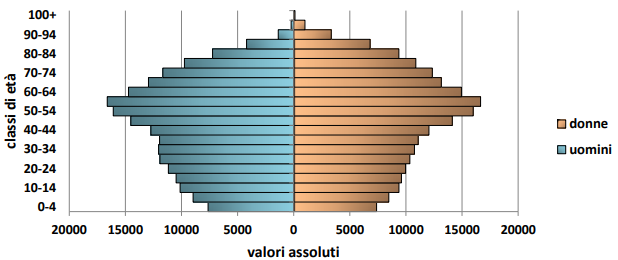 100+
90-94
80-84
70-74
60-64
50-54
40-44
30-34
20-24
10-14
0-4
classi di età
20000 15000 10000 5000 0 5000 10000 15000 20000
valori assoluti
donne
uomini